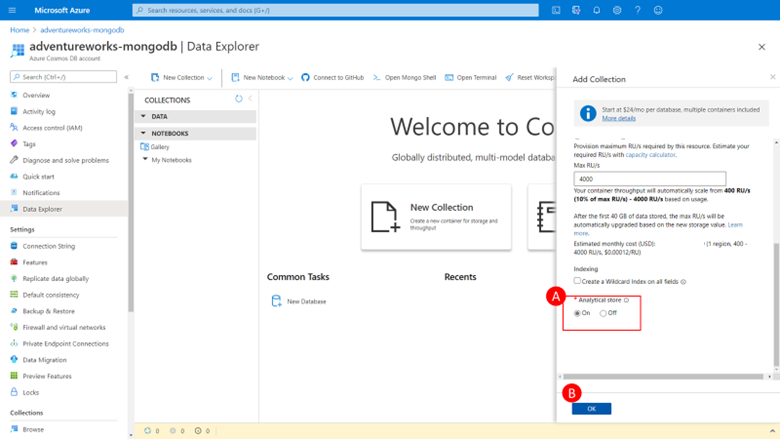 Microsoft Azure
Search resources, services, and docs (G+/)
Home > adventureworks-mongodb
adventureworks-mongodb | Data Explorer
Azure Cosmos DB account
Search (Ctrl+/)
Overview
Activity log
Access control (IAM)
Tags
Diagnose and solve problems
Quick start
Notifications
Data Explorer
Settings
Connection String
Features
Replicate data globally
Default consistency
Backup & Restore
Firewall and virtual networks
Private Endpoint Connections
Data Migration
Preview Features
Locks
Collections
Browse
New Collection
New Notebook
Connect to GitHub
Open Mongo Shell
Open Terminal
Reset Worksp
COLLECTIONS
DATA
NOTEBOOKS
Gallery
My Notebooks
Welcome to Co
Globally distributed, multi-model databa
New Collection
Create a new container for storage and
throughput
Common Tasks
Recents
New Database
0 0 0
Add Collection
Start at $24/mo per database, multiple containers included
More details
Provision maximum RU/s required by this resource. Estimate your
required RU/s with capacity calculator.
Max RU/s
4000
Your container throughput will automatically scale from 400 RU/s
(10% of max RU/s) - 4000 RU/s based on usage.
After the first 40 GB of data stored, the max RU/s will be
automatically upgraded based on the new storage value. Learn
more.
Estimated monthly cost (USD): (1 region, 400 -
4000 RU/s, $0.00012/RU)
Indexing
Create a Wildcard Index on all fields
A
* Analytical store
On Off
B
OK